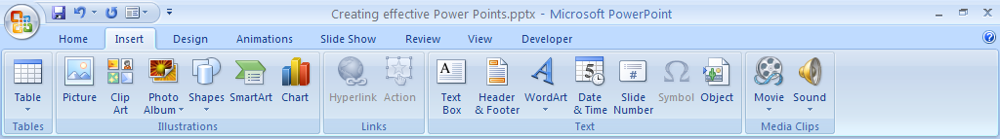 Creating effective Power Points.pptx - Microsoft PowerPoint
Home Insert Design Animations Slide Show Review View Developer
Table Picture Clip Art Photo Album Shapes SmartArt Chart Hyperlink Action Text Box Header & Footer WordArt Date & Time Slide Number Symbol Object Movie Sound
Tables Illustrations Links Text Media Clips